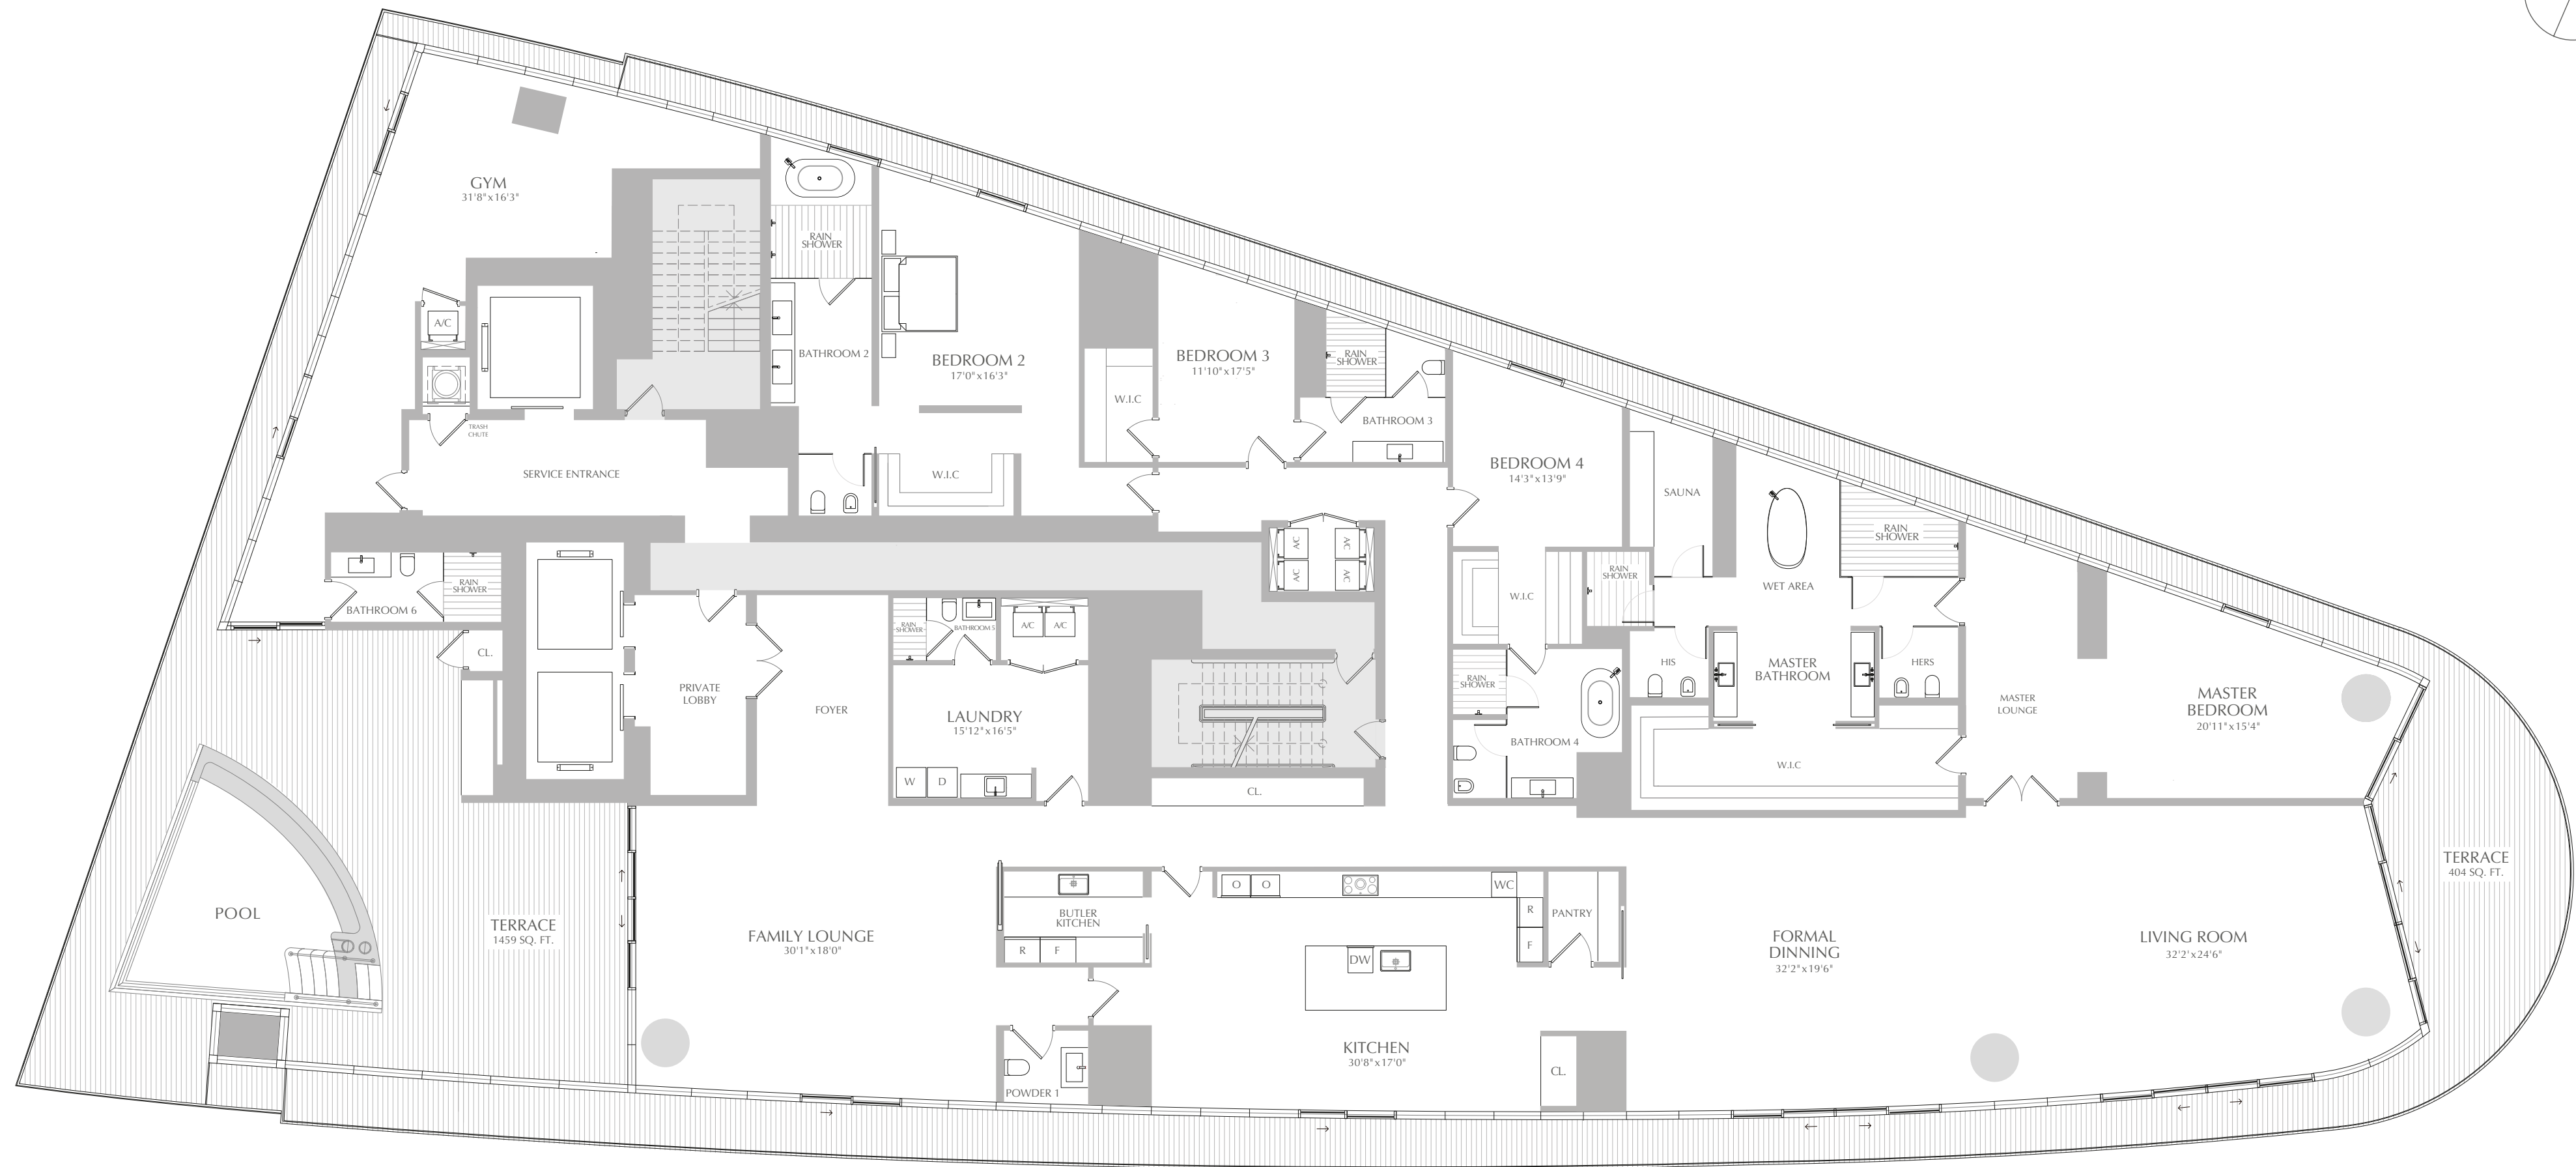 GYM
31'8"x16'3"
A/C
TRASH
CHUTE
SERVICE ENTRANCE
RAIN
SHOWER
BATHROOM 2
BEDROOM 2
17'0"x16'3"
W.I.C
W.I.C
BEDROOM 3
11'10"x17'5"
RAIN
SHOWER
BATHROOM 3
BEDROOM 4
14'3"x13'9"
SAUNA
WET AREA
RAIN
SHOWER
A/C
A/C
A/C
A/C
W.I.C
RAIN
SHOWER
BATHROOM 6
RAIN
SHOWER
CL.
PRIVATE
LOBBY
FOYER
RAIN
SHOWER
BATHROOM 5
A/C
A/C
LAUNDRY
15'12"x16'5"
W
D
CL.
RAIN
SHOWER
BATHROOM 4
HIS
MASTER
BATHROOM
HERS
W.I.C
MASTER
LOUNGE
MASTER
BEDROOM
20'11"x15'4"
POOL
TERRACE
1459 SQ. FT.
FAMILY LOUNGE
30'1"x18'0"
BUTLER
KITCHEN
R
F
POWDER 1
O
O
WC
R
F
PANTRY
DW
KITCHEN
30'8"x17'0"
CL.
FORMAL
DINNING
32'2"x19'6"
LIVING ROOM
32'2'x24'6"
TERRACE
404 SQ. FT.